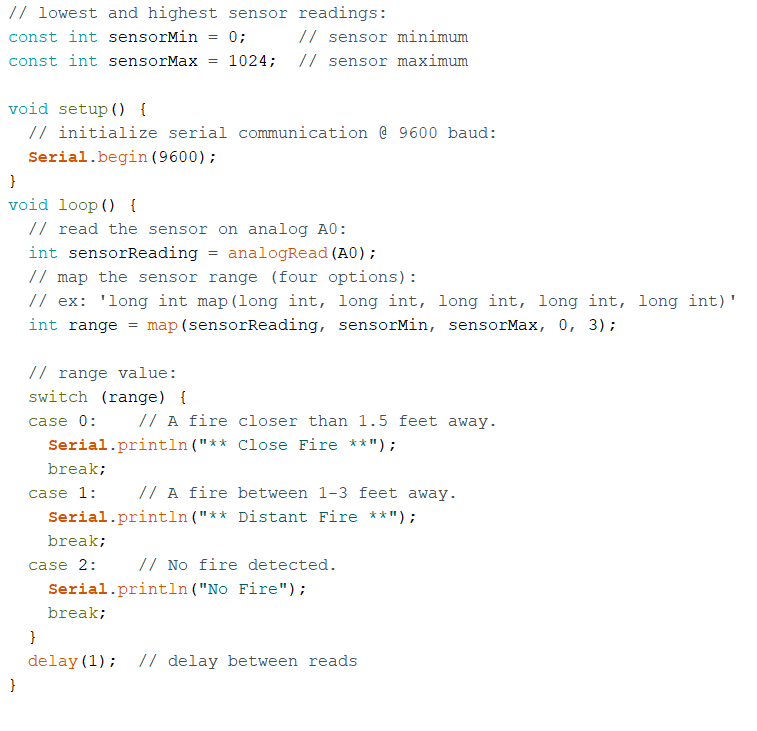 // lowest and highest sensor readings:
const int sensorMin = 0;     // sensor minimum
const int sensorMax = 1024;  // sensor maximum

void setup() {
  // initialize serial communication @ 9600 baud:
  Serial.begin(9600);
}
void loop() {
  // read the sensor on analog A0:
  int sensorReading = analogRead(A0);
  // map the sensor range (four options):
  // ex: 'long int map(long int, long int, long int, long int, long int)'
  int range = map(sensorReading, sensorMin, sensorMax, 0, 3);

  // range value:
  switch (range) {
  case 0:    // A fire closer than 1.5 feet away.
    Serial.println("** Close Fire **");
    break;
  case 1:    // A fire between 1-3 feet away.
    Serial.println("** Distant Fire **");
    break;
  case 2:    // No fire detected.
    Serial.println("No Fire");
    break;
  }
  delay(1);  // delay between reads
}